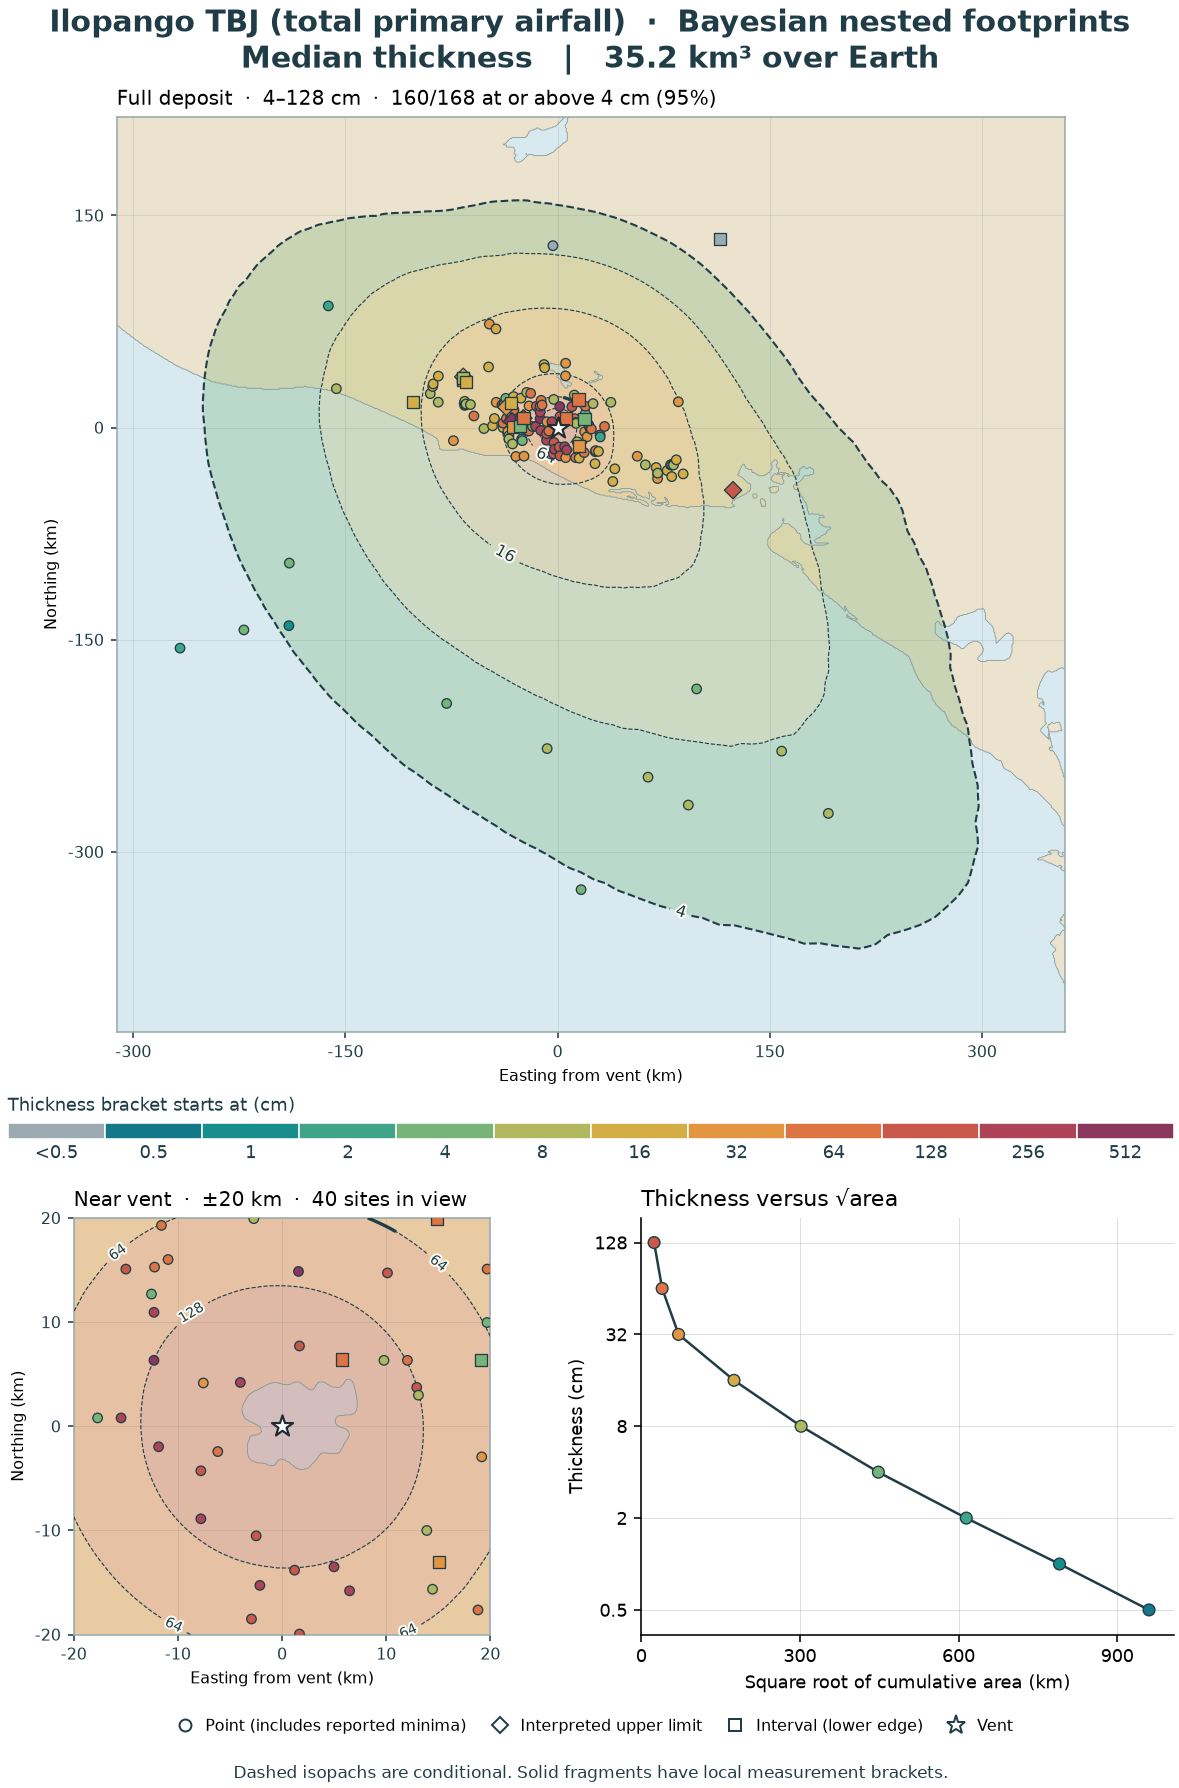 Ilopango TBJ (total primary airfall)  ·  Bayesian nested footprints
Median thickness   |   35.2 km³ over Earth
Full deposit  ·  4–128 cm  ·  160/168 at or above 4 cm (95%)
Northing (km)
150
0
-150
-300
64
16
4
-300
-150
0
150
300
Easting from vent (km)
Thickness bracket starts at (cm)
<0.5
0.5
1
2
4
8
16
32
64
128
256
512
Near vent  ·  ±20 km  ·  40 sites in view
Northing (km)
20
10
0
-10
-20
64
64
128
64
64
-20
-10
0
10
20
Easting from vent (km)
Thickness versus √area
Thickness (cm)
128
32
8
2
0.5
0
300
600
900
Square root of cumulative area (km)
Point (includes reported minima)
Interpreted upper limit
Interval (lower edge)
Vent
Dashed isopachs are conditional. Solid fragments have local measurement brackets.